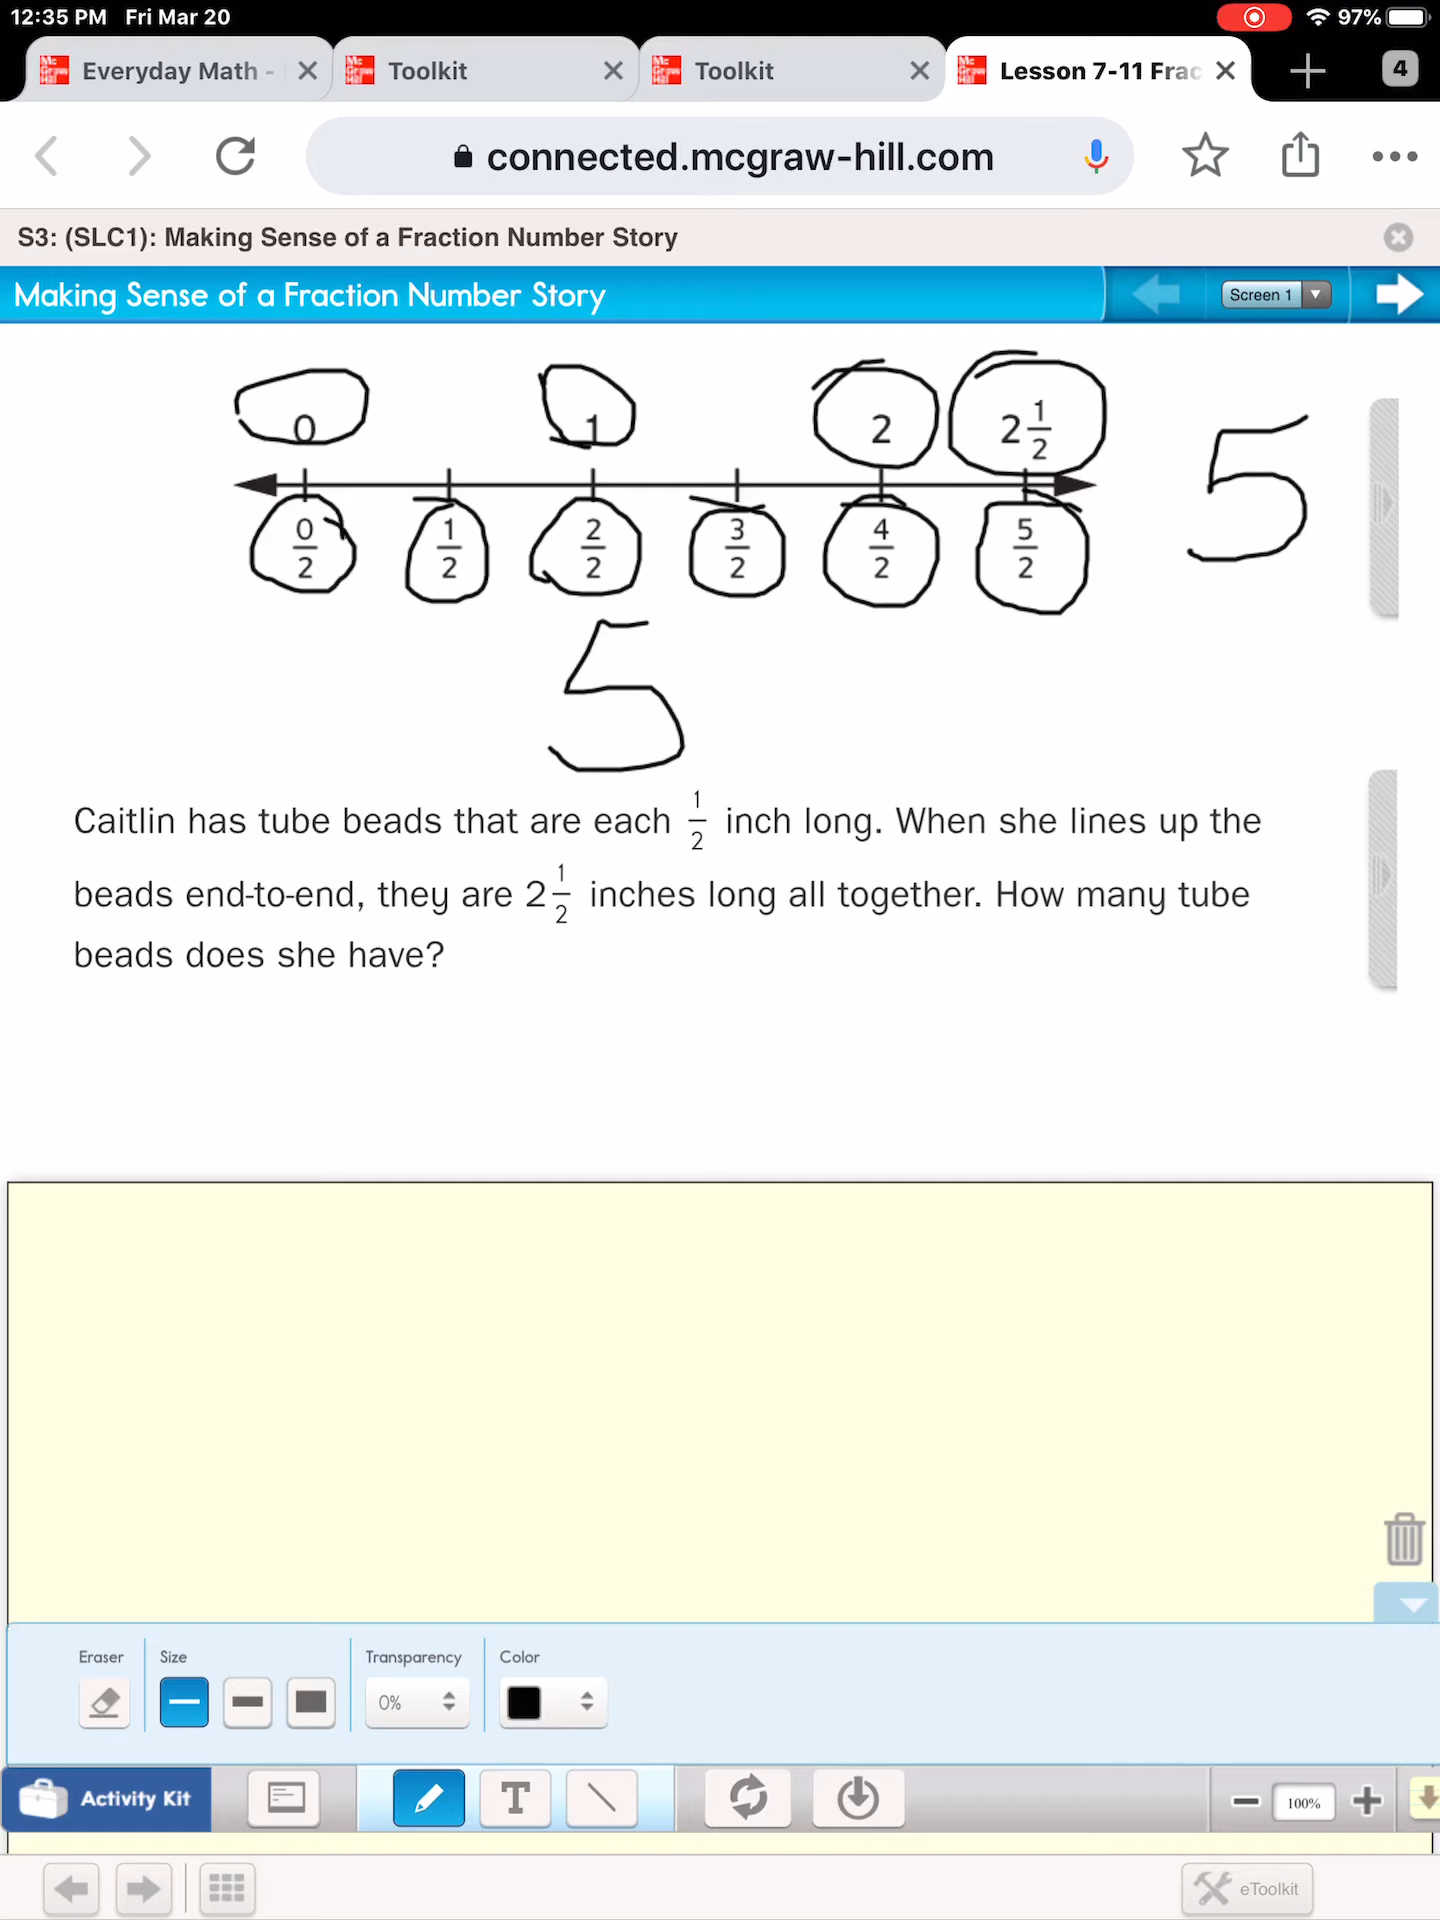 12:35 PM Fri Mar 20
97%
Everyday Math -
Toolkit
Toolkit
Lesson 7-11 Frac
4
connected.mcgraw-hill.com
S3: (SLC1): Making Sense of a Fraction Number Story
Making Sense of a Fraction Number Story
Screen 1
0 1 2 2 1/2
0/2 1/2 2/2 3/2 4/2 5/2
5
5
Caitlin has tube beads that are each 1/2 inch long. When she lines up the
beads end-to-end, they are 2 1/2 inches long all together. How many tube
beads does she have?
Eraser Size Transparency Color
0%
Activity Kit
T
100%
eToolkit